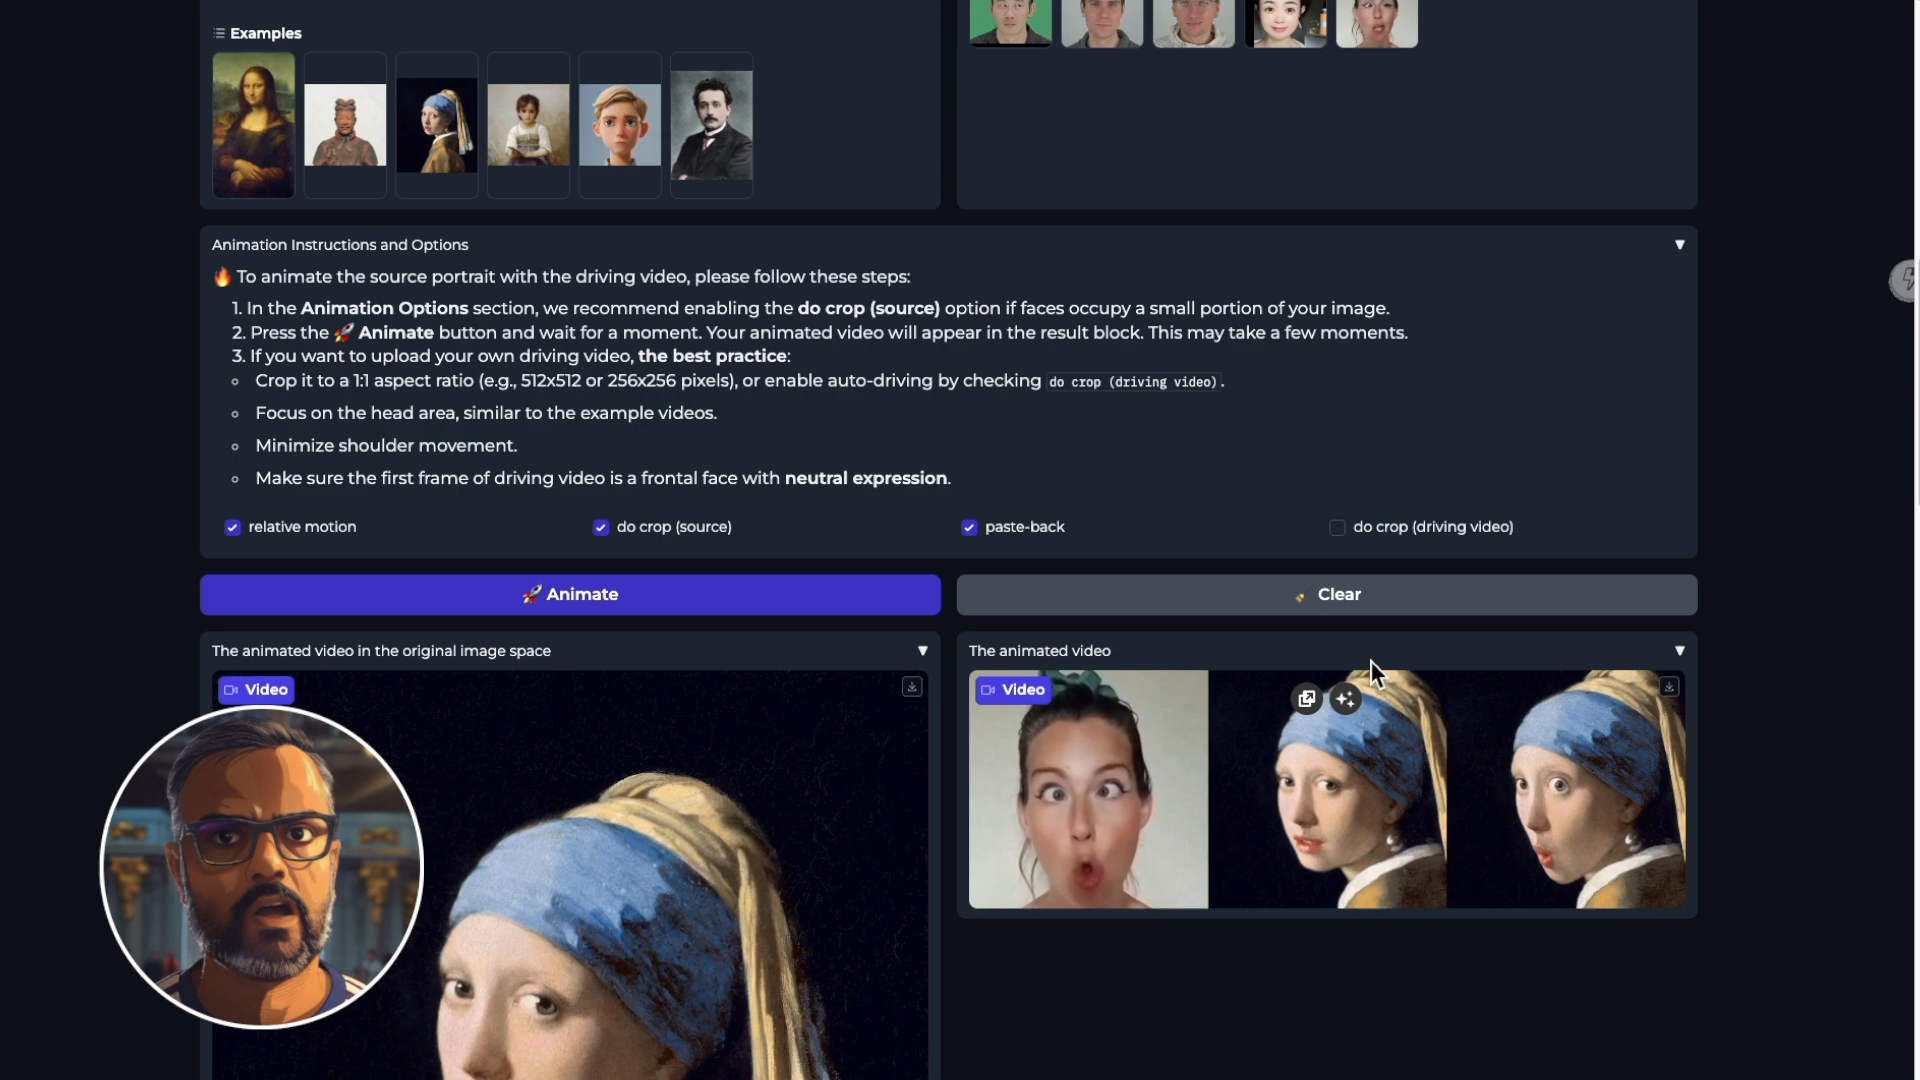 Examples
Animation Instructions and Options
To animate the source portrait with the driving video, please follow these steps:
1. In the Animation Options section, we recommend enabling the do crop (source) option if faces occupy a small portion of your image.
2. Press the 🚀 Animate button and wait for a moment. Your animated video will appear in the result block. This may take a few moments.
3. If you want to upload your own driving video, the best practice:
Crop it to a 1:1 aspect ratio (e.g., 512x512 or 256x256 pixels), or enable auto-driving by checking do crop (driving video).
Focus on the head area, similar to the example videos.
Minimize shoulder movement.
Make sure the first frame of driving video is a frontal face with neutral expression.
relative motion
do crop (source)
paste-back
do crop (driving video)
Animate
Clear
The animated video in the original image space
The animated video
Video
Video